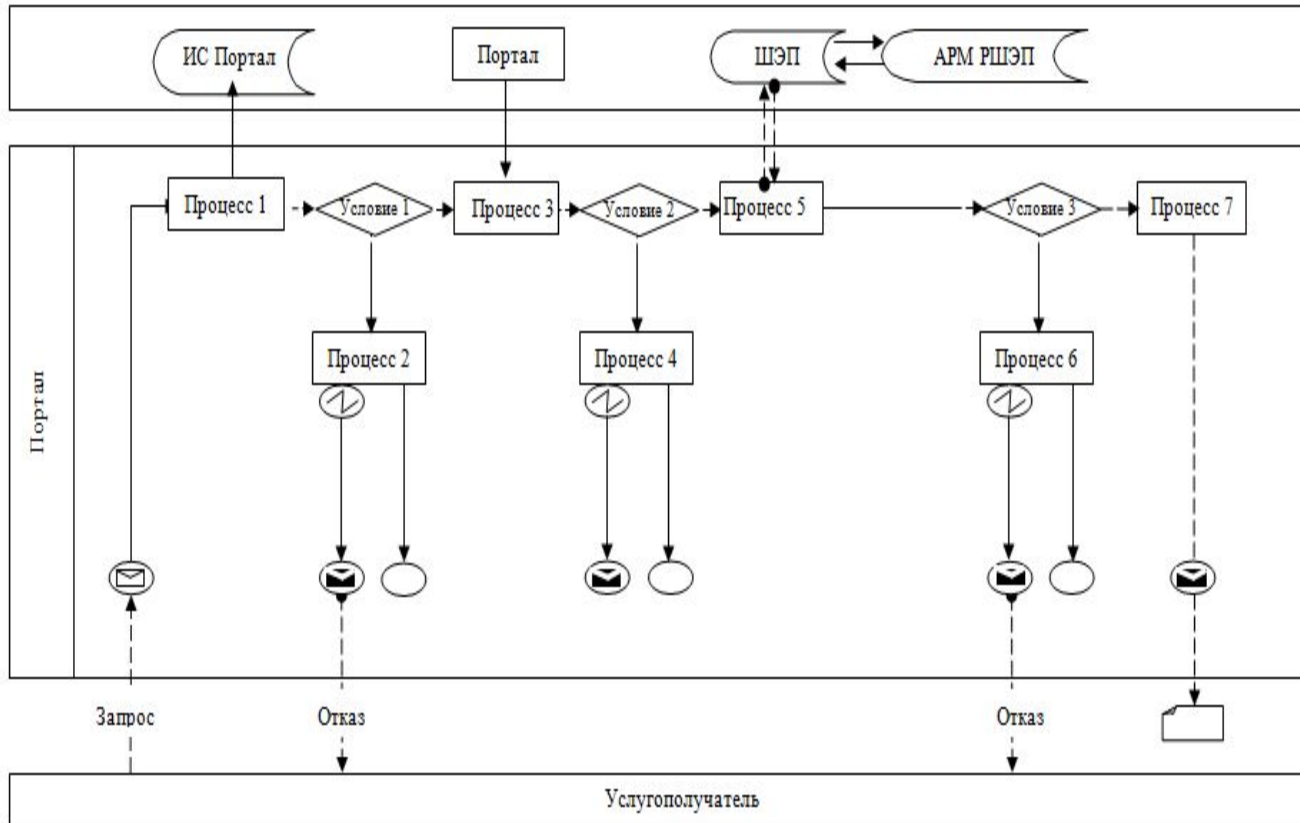 ИС Портал
Портал
ШЭП
АРМ РШЭП
Процесс 1
Условие 1
Процесс 3
Условие 2
Процесс 5
Условие 3
Процесс 7
Процесс 2
Процесс 4
Процесс 6
Портал
Запрос
Отказ
Отказ
Услугополучатель